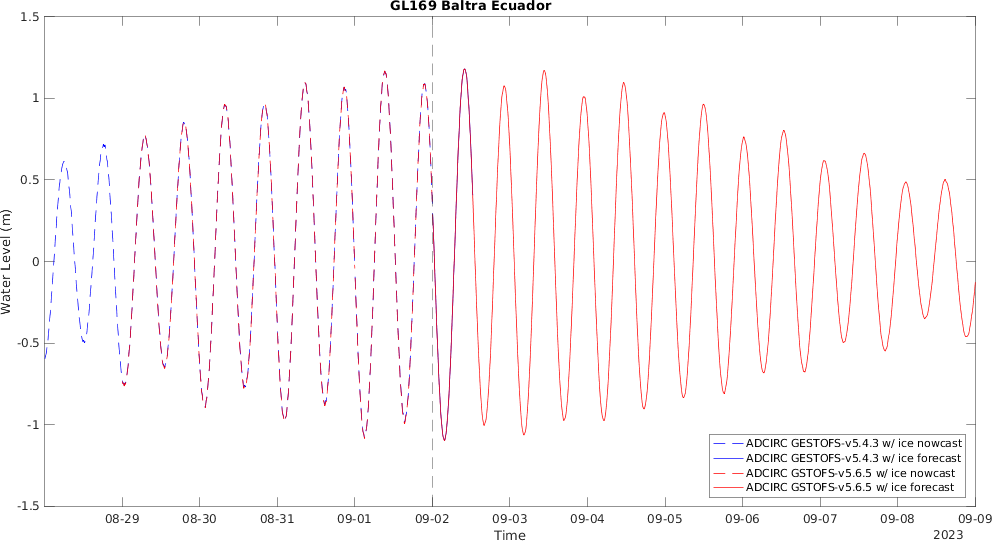 GL169 Baltra Ecuador
1.5
1
0.5
0
-0.5
-1
-1.5
Water Level (m)
ADCIRC GESTOFS-v5.4.3 w/ ice nowcast
ADCIRC GESTOFS-v5.4.3 w/ ice forecast
ADCIRC GSTOFS-v5.6.5 w/ ice nowcast
ADCIRC GSTOFS-v5.6.5 w/ ice forecast
08-29 08-30 08-31 09-01 09-02 09-03 09-04 09-05 09-06 09-07 09-08 09-09
Time
2023